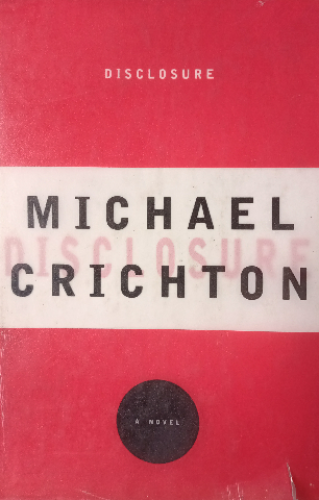 DISCLOSURE
MICHAEL
DISCLOSURE
CRICHTON
A NOVEL